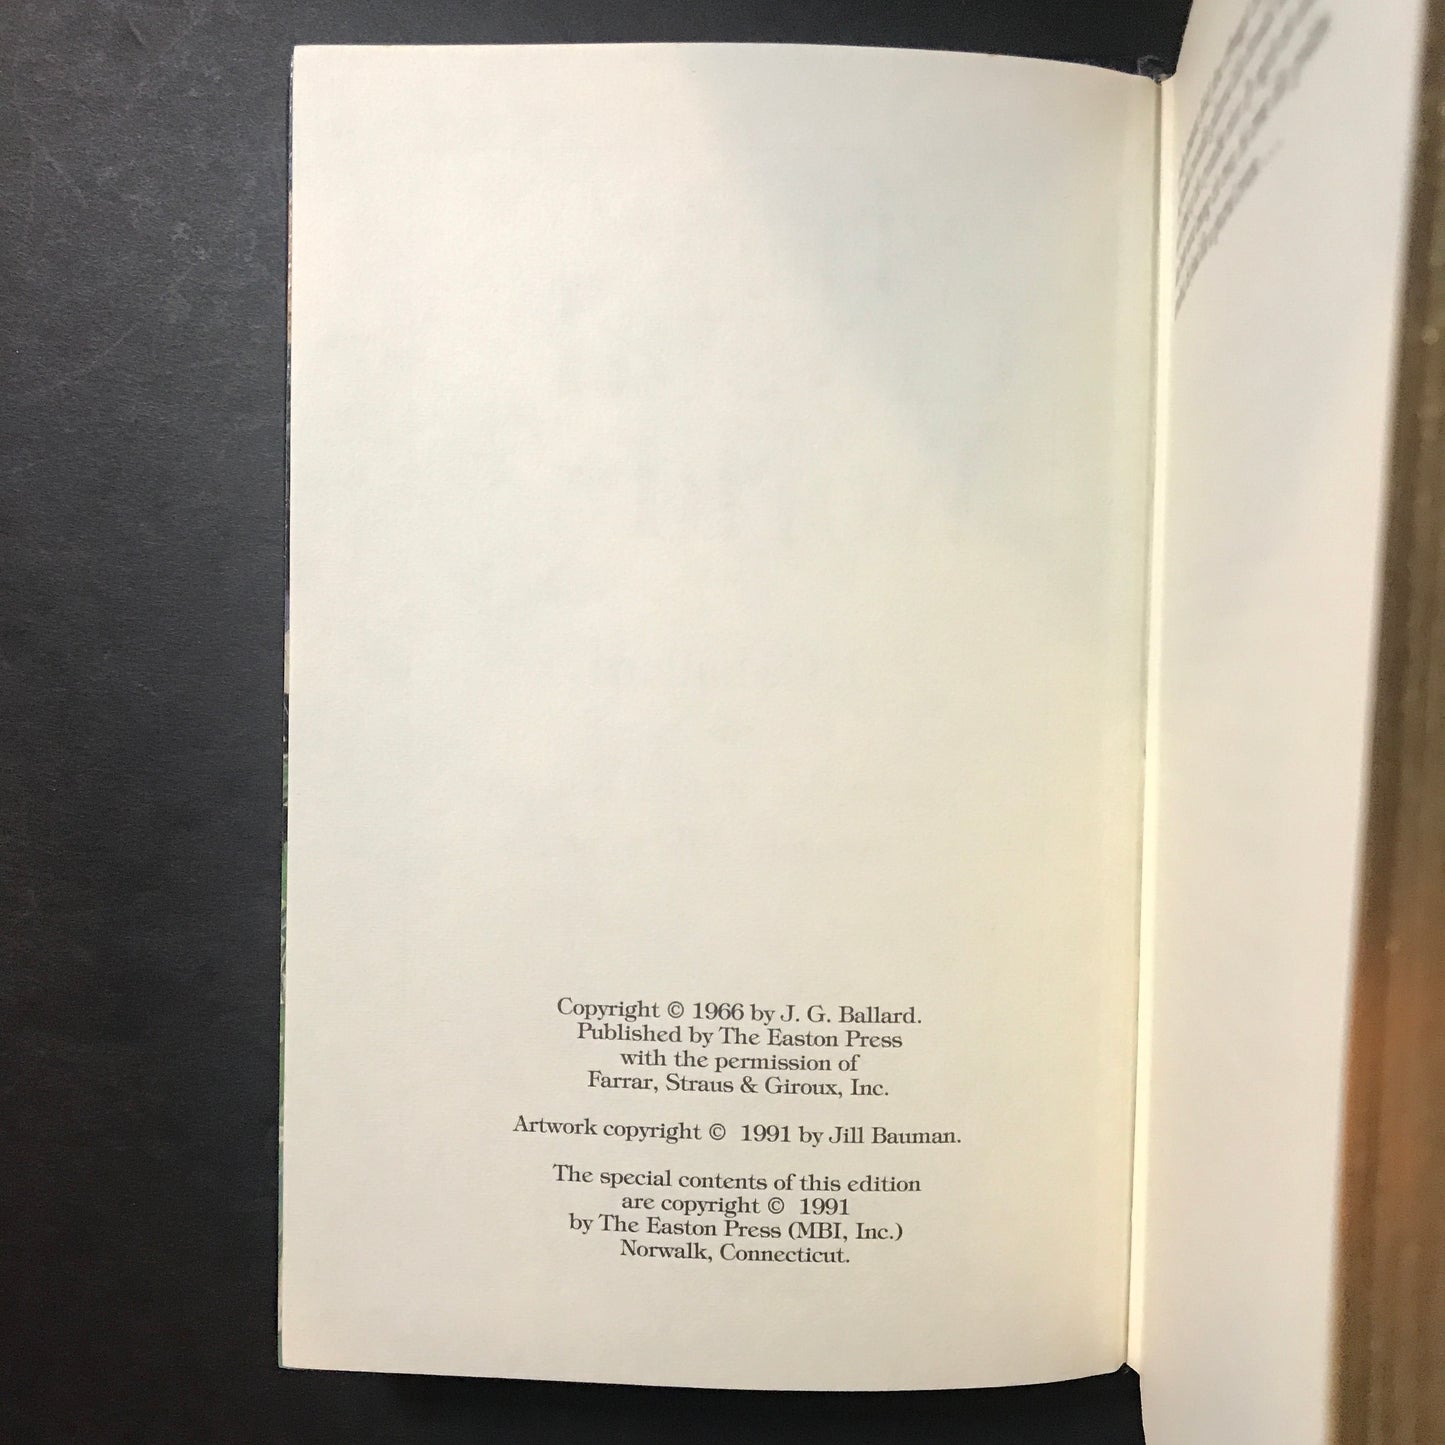 Copyright © 1966 by J. G. Ballard.
Published by The Easton Press
with the permission of
Farrar, Straus & Giroux, Inc.
Artwork copyright © 1991 by Jill Bauman.
The special contents of this edition
are copyright © 1991
by The Easton Press (MBI, Inc.)
Norwalk, Connecticut.